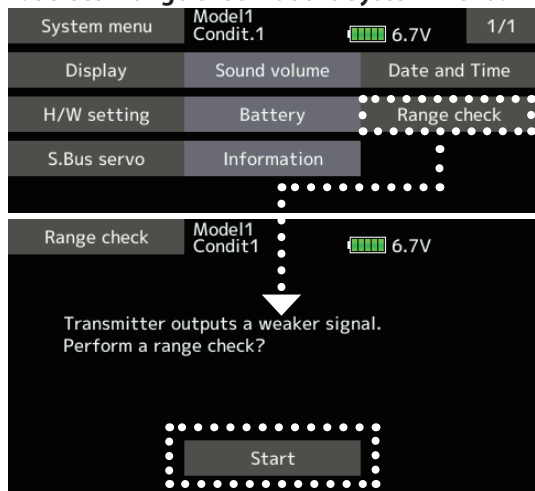 System menu Model1 1/1
Condit.1 6.7V
Display Sound volume Date and Time
H/W setting Battery Range check
S.Bus servo Information
Range check Model1
Condit1 6.7V
Transmitter outputs a weaker signal.
Perform a range check?
Start